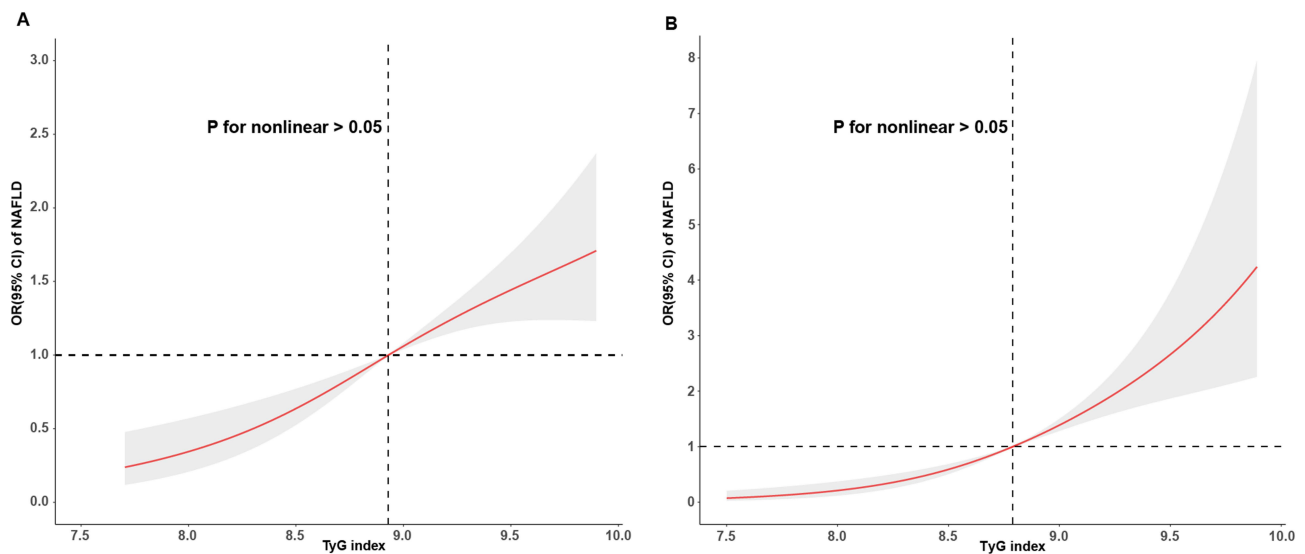 A
OR(95% CI) of NAFLD
3.0
2.5
2.0
1.5
1.0
0.5
0.0
P for nonlinear > 0.05
7.5 8.0 8.5 9.0 9.5 10.0
TyG index
B
OR(95% CI) of NAFLD
8
7
6
5
4
3
2
1
0
P for nonlinear > 0.05
7.5 8.0 8.5 9.0 9.5 10.0
TyG index